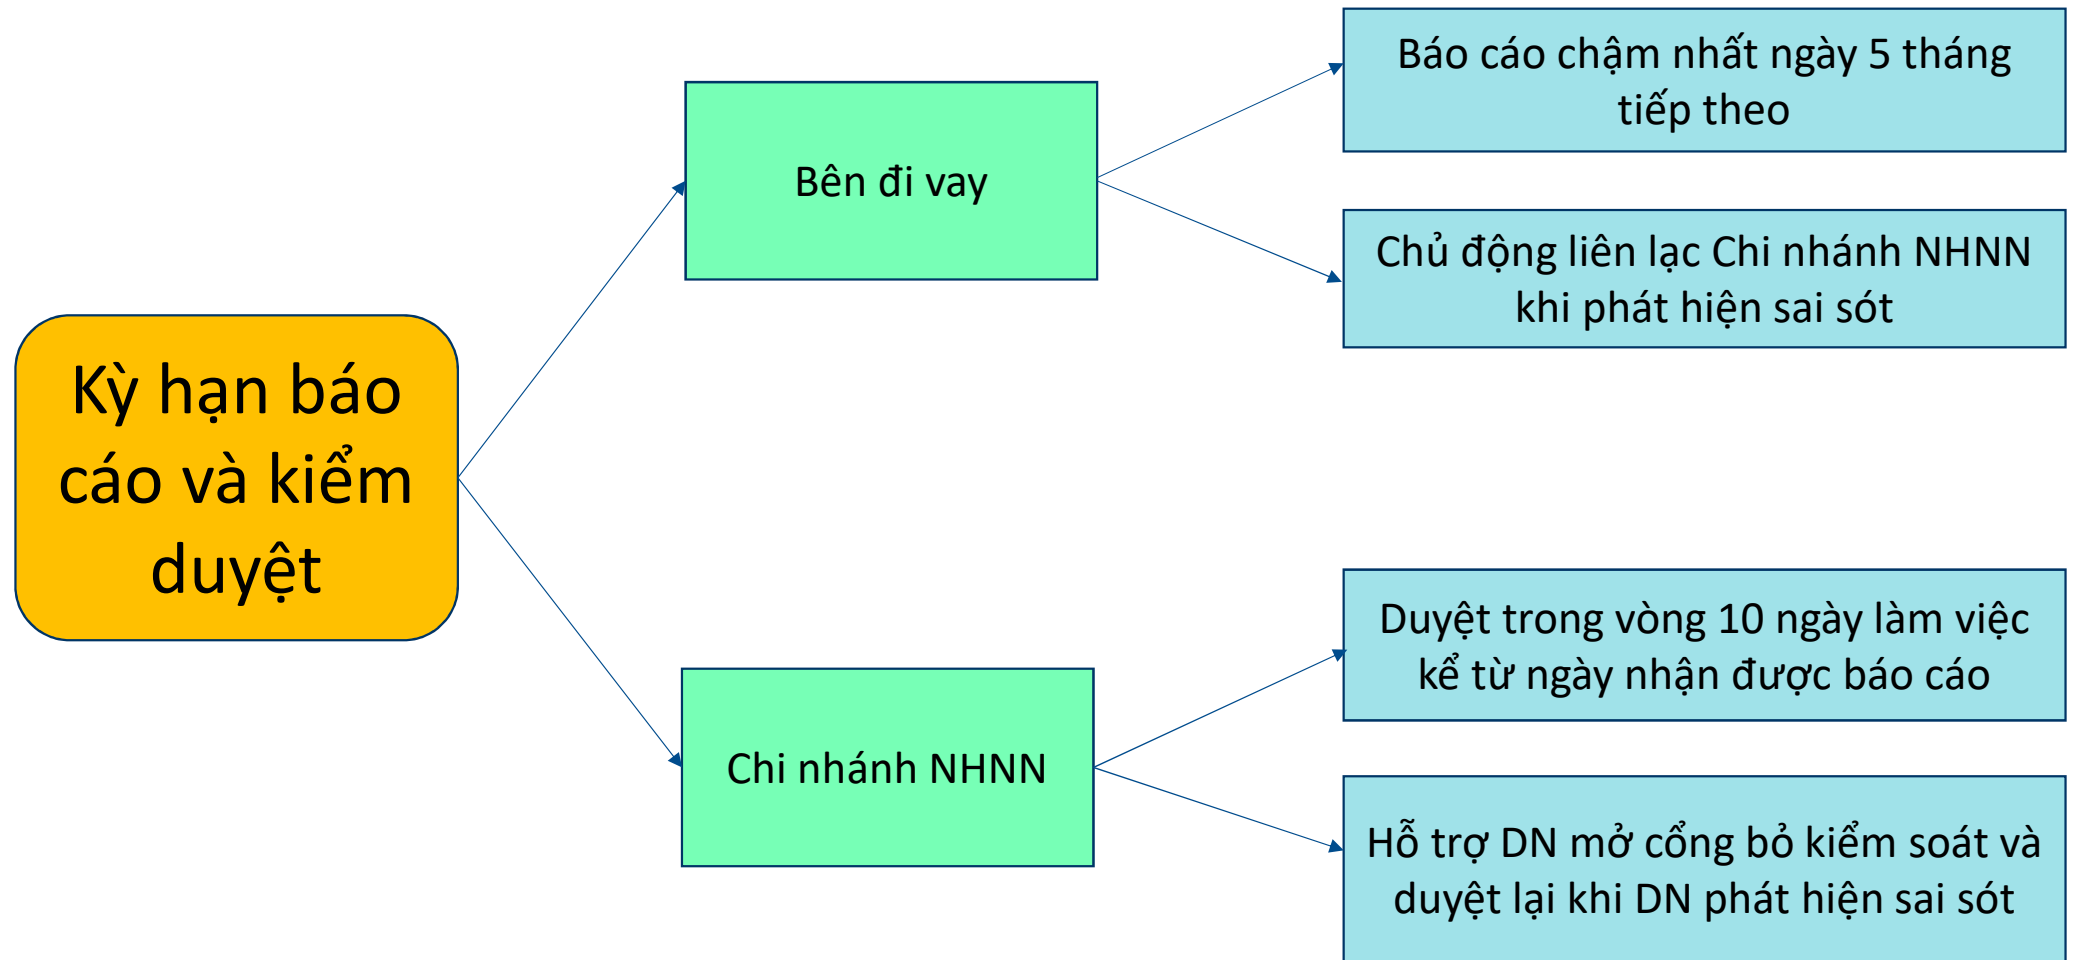 Kỳ hạn báo
cáo và kiểm
duyệt
Bên đi vay
Báo cáo chậm nhất ngày 5 tháng
tiếp theo
Chủ động liên lạc Chi nhánh NHNN
khi phát hiện sai sót
Chi nhánh NHNN
Duyệt trong vòng 10 ngày làm việc
kể từ ngày nhận được báo cáo
Hỗ trợ DN mở cổng bỏ kiểm soát và
duyệt lại khi DN phát hiện sai sót